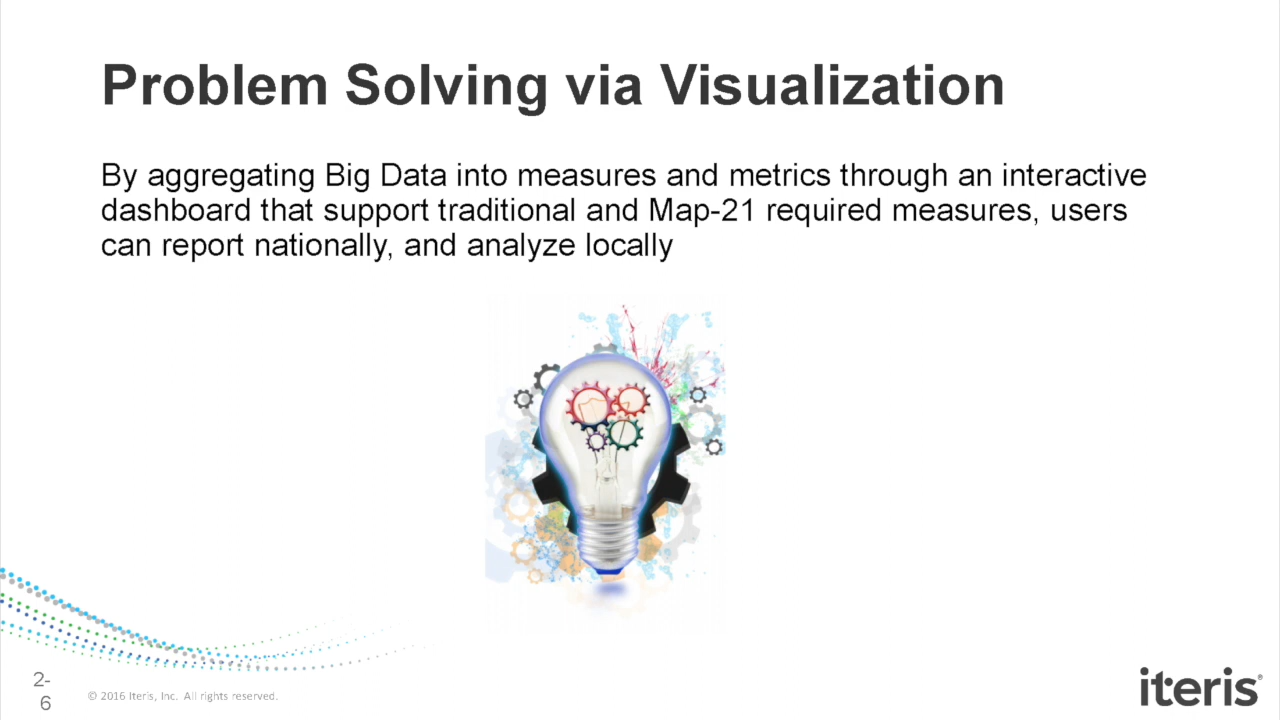 Problem Solving via Visualization
By aggregating Big Data into measures and metrics through an interactive
dashboard that support traditional and Map-21 required measures, users
can report nationally, and analyze locally
2-
6
© 2016 Iteris, Inc. All rights reserved.
iteris®